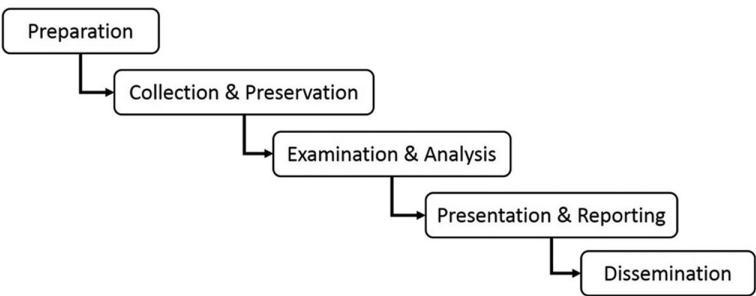 Preparation
Collection & Preservation
Examination & Analysis
Presentation & Reporting
Dissemination